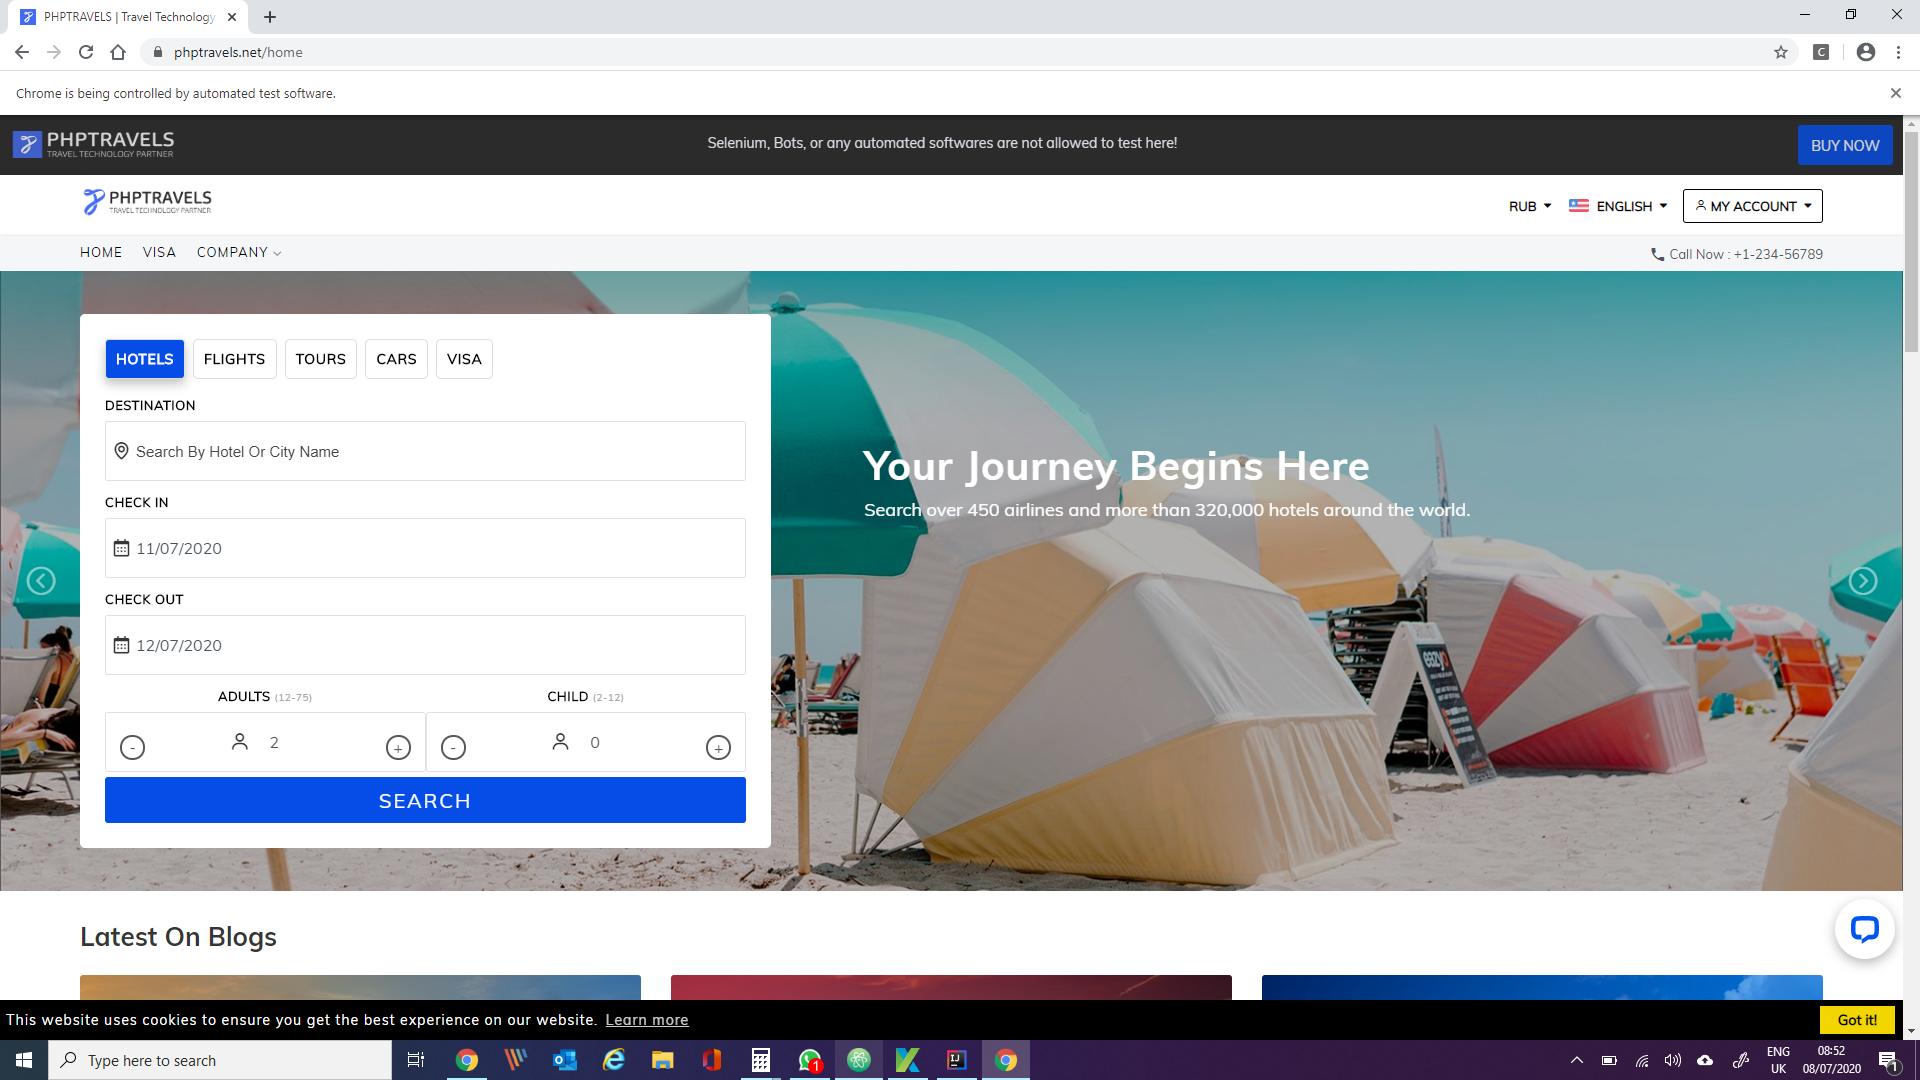 PHPTRAVELS | Travel Technology
phptravels.net/home
Chrome is being controlled by automated test software.
PHPTRAVELS
TRAVEL TECHNOLOGY PARTNER
Selenium, Bots, or any automated softwares are not allowed to test here!
BUY NOW
PHPTRAVELS
TRAVEL TECHNOLOGY PARTNER
RUB
ENGLISH
MY ACCOUNT
HOME VISA COMPANY
Call Now : +1-234-56789
HOTELS FLIGHTS TOURS CARS VISA
DESTINATION
Search By Hotel Or City Name
CHECK IN
11/07/2020
CHECK OUT
12/07/2020
ADULTS (12-75) CHILD (2-12)
- 2 + - 0 +
SEARCH
Your Journey Begins Here
Search over 450 airlines and more than 320,000 hotels around the world.
eazy
Latest On Blogs
This website uses cookies to ensure you get the best experience on our website. Learn more
Got it!
Type here to search
1
IJ
ENG
UK
08:52
08/07/2020
1